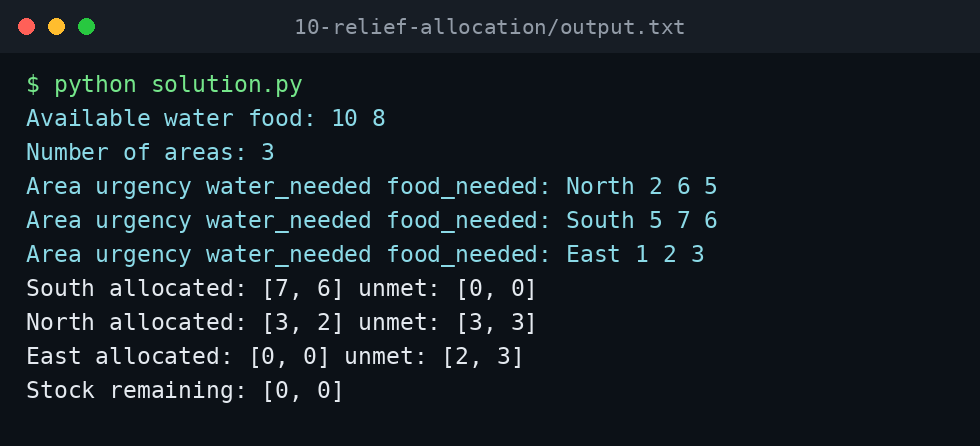 10-relief-allocation/output.txt
$ python solution.py
Available water food: 10 8
Number of areas: 3
Area urgency water_needed food_needed: North 2 6 5
Area urgency water_needed food_needed: South 5 7 6
Area urgency water_needed food_needed: East 1 2 3
South allocated: [7, 6] unmet: [0, 0]
North allocated: [3, 2] unmet: [3, 3]
East allocated: [0, 0] unmet: [2, 3]
Stock remaining: [0, 0]